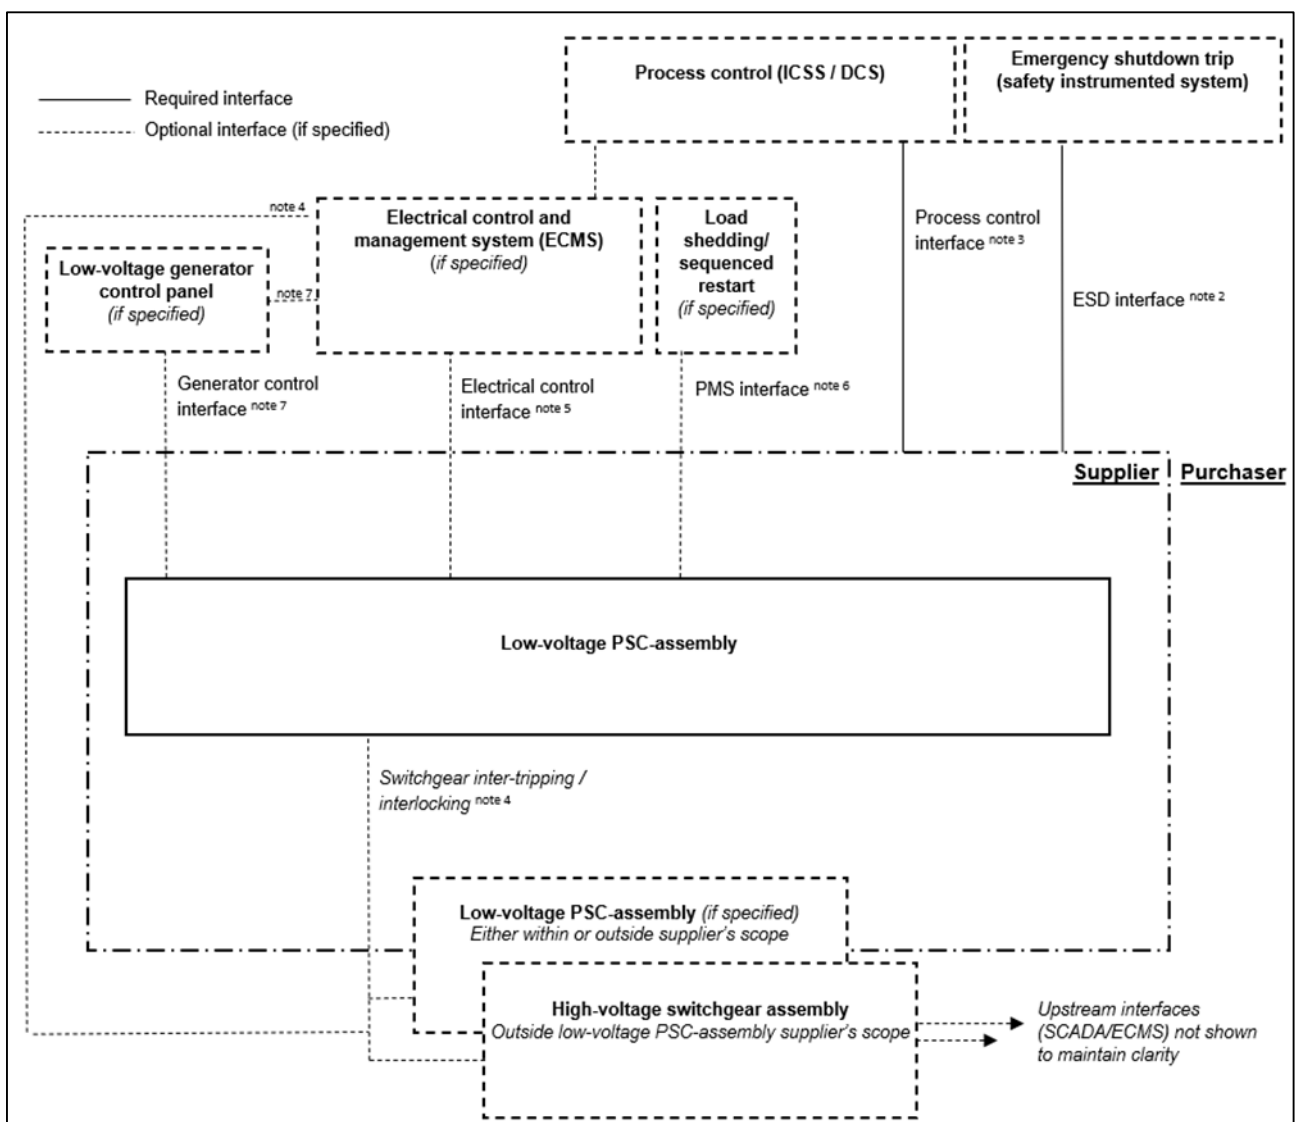 Process control (ICSS / DCS)
Emergency shutdown trip
(safety instrumented system)
Required interface
Optional interface (if specified)
note 4
Electrical control and
management system (ECMS)
(if specified)
Load
shedding/
sequenced
restart
(if specified)
Process control
interface note 3
Low-voltage generator
control panel
(if specified)
note 7
ESD interface note 2
Generator control
interface note 7
Electrical control
interface note 5
PMS interface note 6
Supplier
Purchaser
Low-voltage PSC-assembly
Switchgear inter-tripping /
interlocking note 4
Low-voltage PSC-assembly (if specified)
Either within or outside supplier's scope
High-voltage switchgear assembly
Outside low-voltage PSC-assembly supplier's scope
Upstream interfaces
(SCADA/ECMS) not shown
to maintain clarity